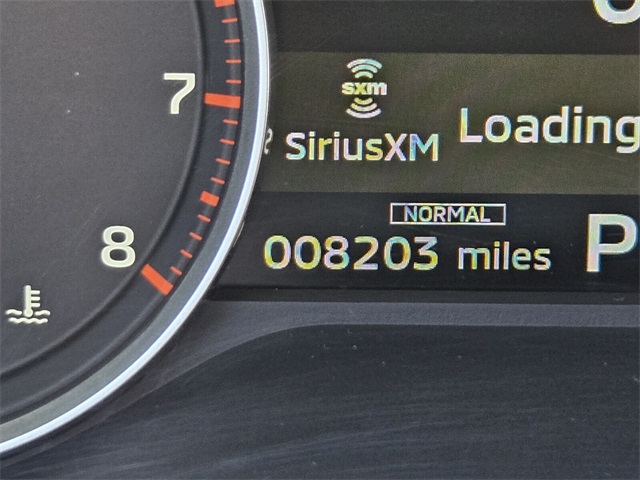 7
8
sxm
SiriusXM
Loading
NORMAL
008203 miles
P